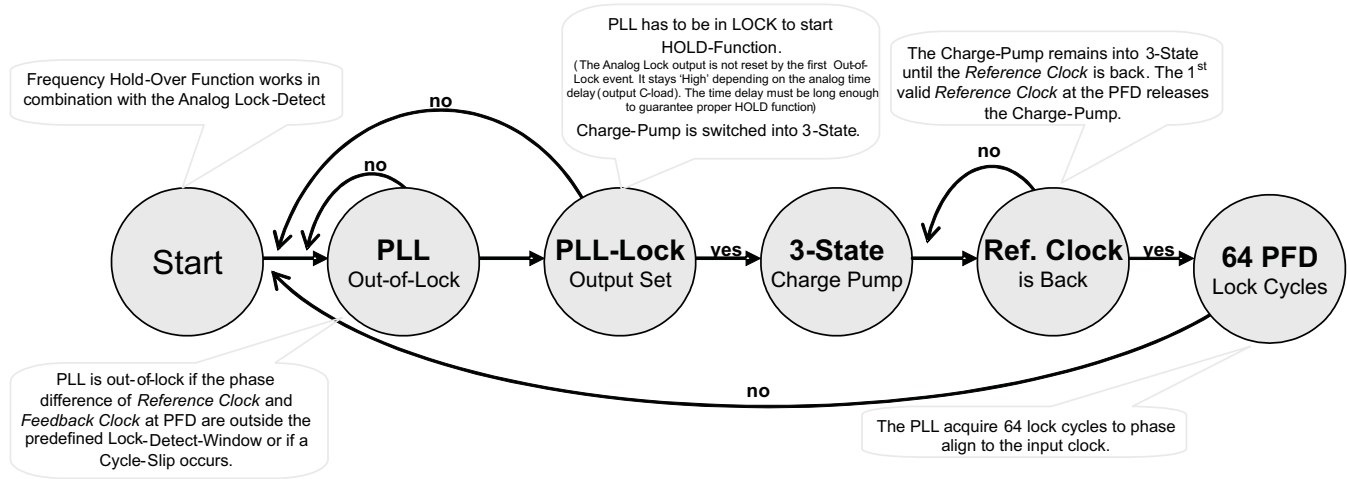 PLL has to be in LOCK to start
HOLD-Function.
(The Analog Lock output is not reset by the first Out-of-
Lock event. It stays 'High' depending on the analog time
delay (output C-load). The time delay must be long enough
to guarantee proper HOLD function)
Charge-Pump is switched into 3-State.
The Charge-Pump remains into 3-State
until the Reference Clock is back. The 1st
valid Reference Clock at the PFD releases
the Charge-Pump.
Frequency Hold-Over Function works in
combination with the Analog Lock-Detect
no
no
no
Start
PLL
Out-of-Lock
PLL-Lock
Output Set
yes
3-State
Charge Pump
Ref. Clock
is Back
yes
64 PFD
Lock Cycles
no
PLL is out-of-lock if the phase
difference of Reference Clock and
Feedback Clock at PFD are outside the
predefined Lock-Detect-Window or if a
Cycle-Slip occurs.
The PLL acquire 64 lock cycles to phase
align to the input clock.